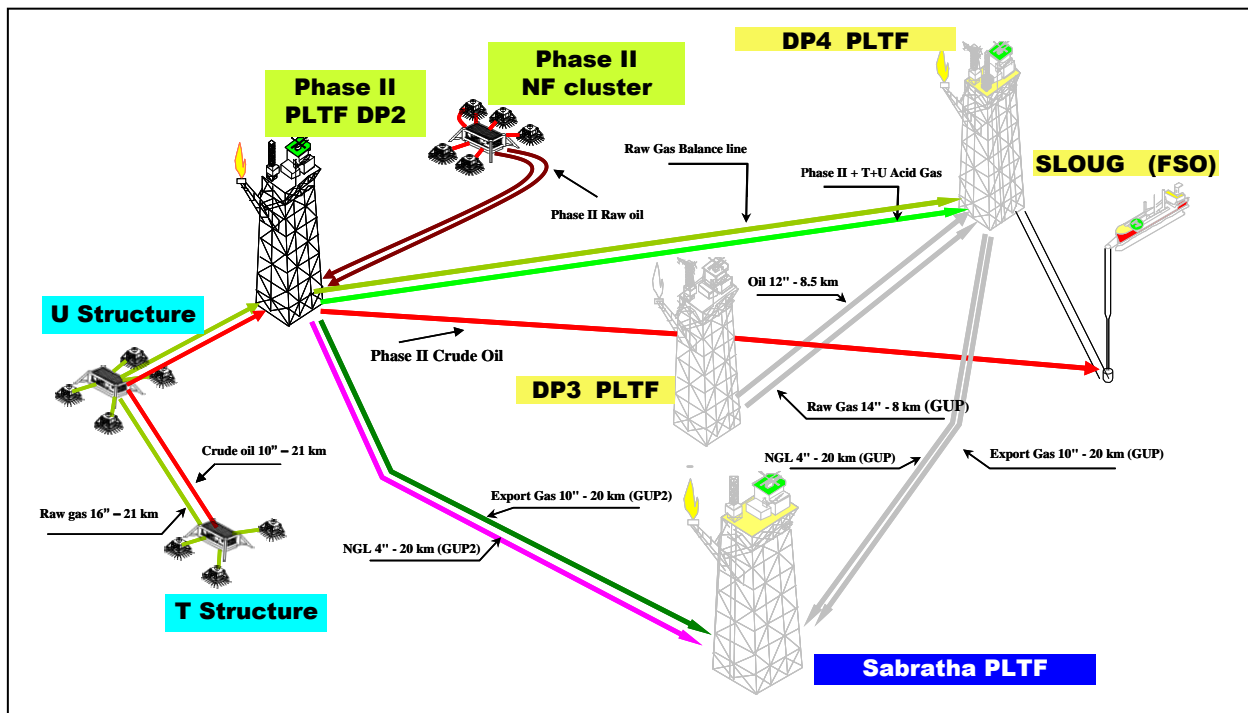 DP4 PLTF
Phase II
NF cluster
Phase II
PLTF DP2
Raw Gas Balance line
SLOUG (FSO)
Phase II + T+U Acid Gas
Phase II Raw oil
Oil 12" - 8.5 km
U Structure
Phase II Crude Oil
DP3 PLTF
Raw Gas 14" - 8 km (GUP)
Crude oil 10” – 21 km
NGL 4" - 20 km (GUP)
Export Gas 10" - 20 km (GUP)
Export Gas 10" - 20 km (GUP2)
Raw gas 16” – 21 km
NGL 4" - 20 km (GUP2)
T Structure
Sabratha PLTF